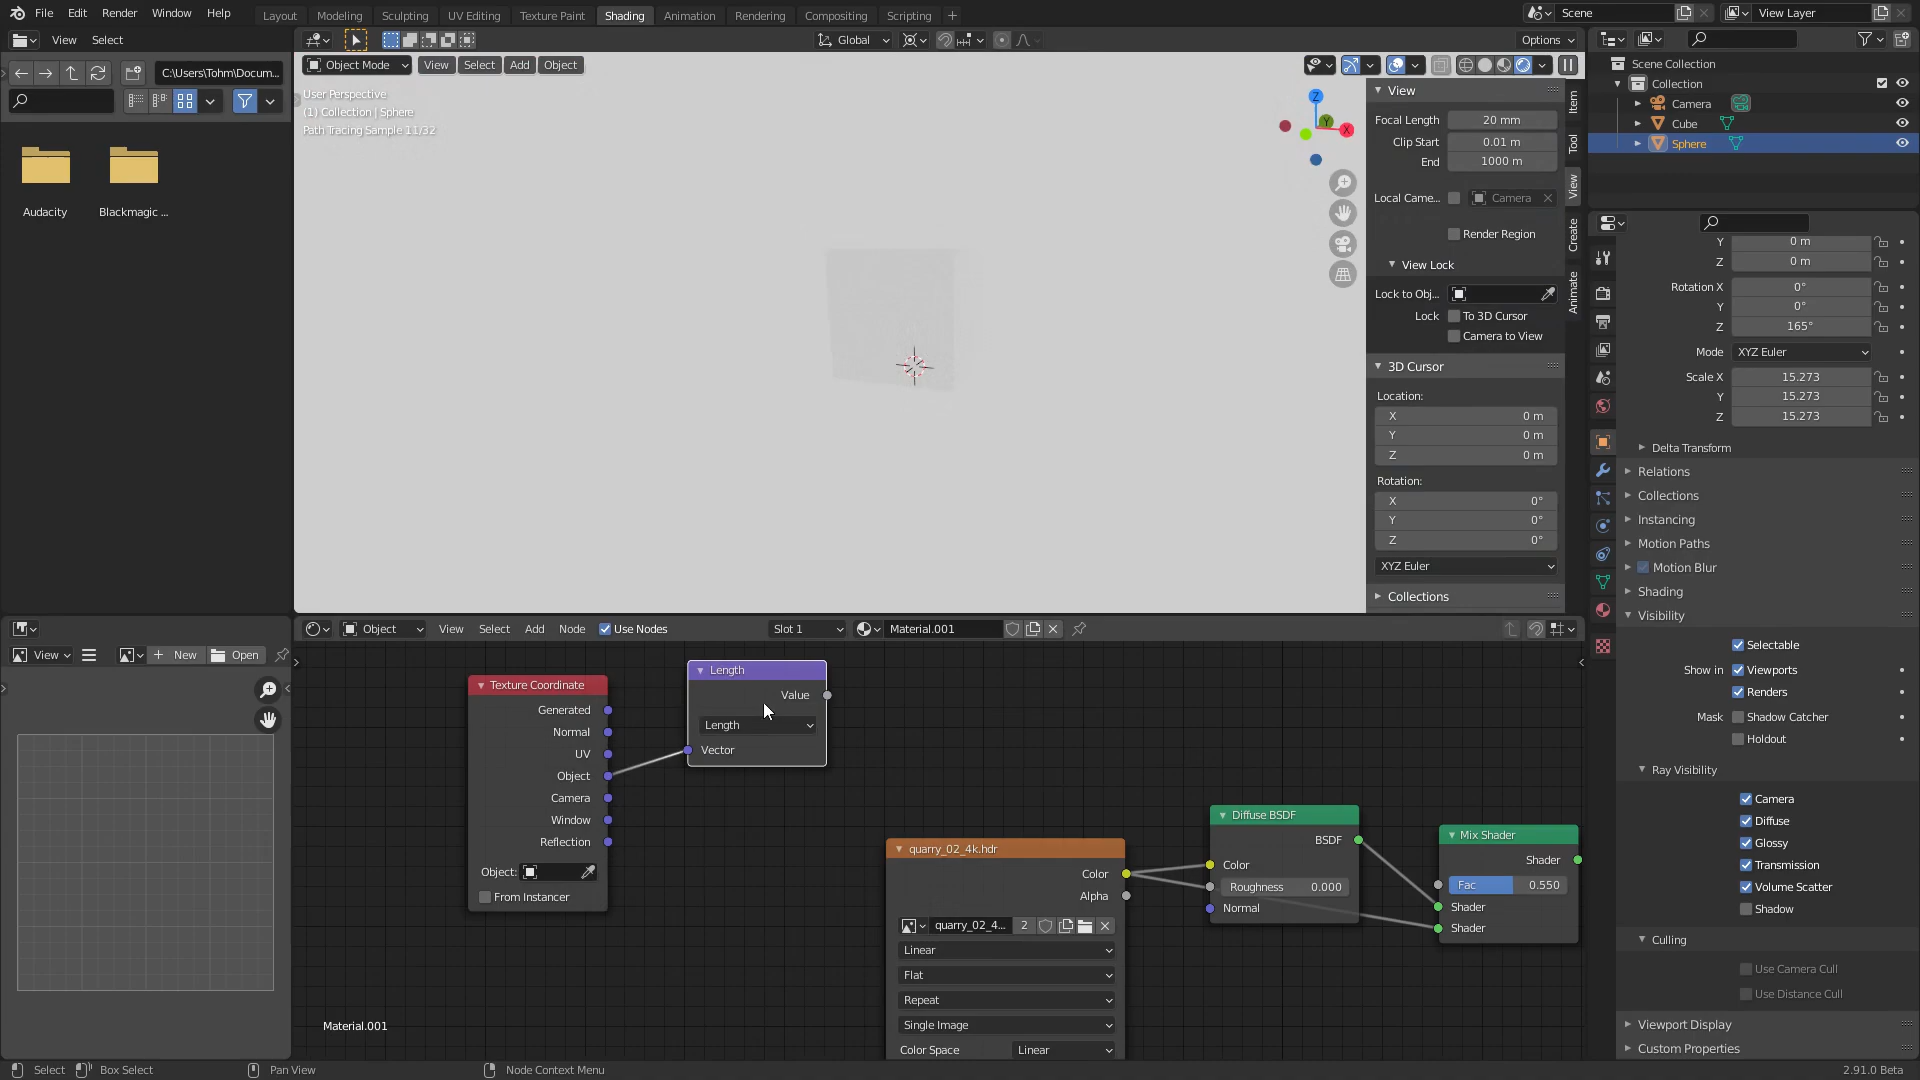 File Edit Render Window Help Layout Modeling Sculpting UV Editing Texture Paint Shading Animation Rendering Compositing Scripting + Scene View Layer
View Select Global Options
C:\Users\Tohm\Docum...
Audacity Blackmagic ...
Object Mode View Select Add Object
User Perspective
(1) Collection | Sphere
Path Tracing Sample 11/32
Z
Y
X
View
Focal Length 20 mm
Clip Start 0.01 m
End 1000 m
Local Came... Camera
Render Region
View Lock
Lock to Obj...
Lock To 3D Cursor
Camera to View
3D Cursor
Location:
X 0 m
Y 0 m
Z 0 m
Rotation:
X 0°
Y 0°
Z 0°
XYZ Euler
Collections
Item
Tool
View
Create
Animate
Scene Collection
Collection
Camera
Cube
Sphere
Y 0 m
Z 0 m
Rotation X 0°
Y 0°
Z 165°
Mode XYZ Euler
Scale X 15.273
Y 15.273
Z 15.273
Delta Transform
Relations
Collections
Instancing
Motion Paths
Motion Blur
Shading
Visibility
Selectable
Show in Viewports
Renders
Mask Shadow Catcher
Holdout
Ray Visibility
Camera
Diffuse
Glossy
Transmission
Volume Scatter
Shadow
Culling
Use Camera Cull
Use Distance Cull
Viewport Display
Custom Properties
View New Open
Object View Select Add Node Use Nodes Slot 1 Material.001
Texture Coordinate
Generated
Normal
UV
Object
Camera
Window
Reflection
Object:
From Instancer
Length
Value
Length
Vector
quarry_02_4k.hdr
Color
Alpha
quarry_02_4... 2
Linear
Flat
Repeat
Single Image
Color Space Linear
Diffuse BSDF
BSDF
Color
Roughness 0.000
Normal
Mix Shader
Shader
Fac 0.550
Shader
Shader
Material.001
Select Box Select Pan View Node Context Menu 2.91.0 Beta